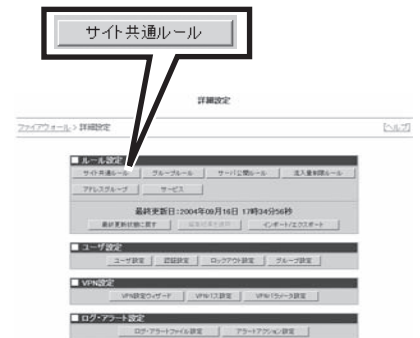 サイト共通ルール
詳細設定
ファイアウォール > 詳細設定 [ヘルプ]
■ ルール設定
サイト共通ルール グループルール サーバ公開ルール 流入量制限ルール
アドレスグループ サービス
最終更新日:2004年09月16日 17時34分56秒
最終更新状態に戻す インポート/エクスポート
■ ユーザ設定
ユーザ設定 認証設定 ロックアウト設定 グループ設定
■ VPN設定
VPN設定ウィザード VPNパス設定 VPNパラメータ設定
■ ログ・アラート設定
ログ・アラートファイル設定 アラートアクション設定